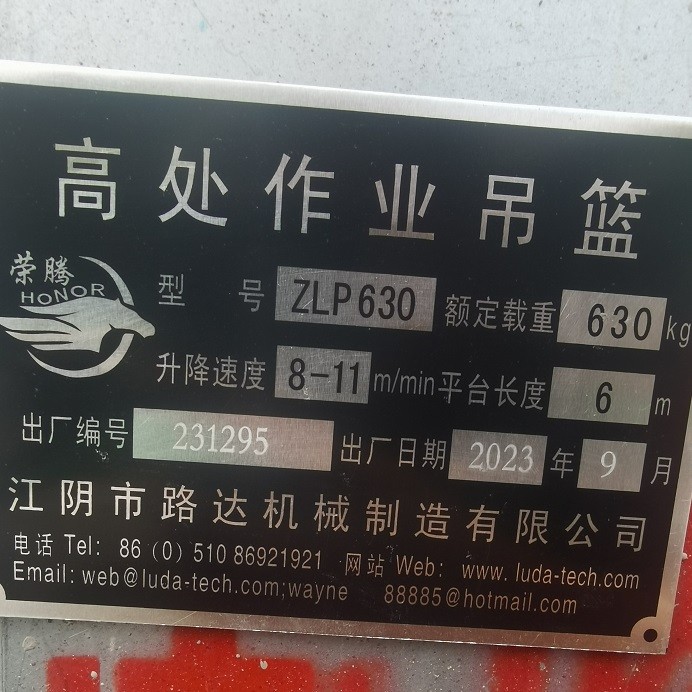 高处作业吊篮
荣腾
HONOR
型 号 ZLP630 额定载重 630 kg
升降速度 8-11 m/min 平台长度 6 m
出厂编号 231295 出厂日期 2023 年 9 月
江阴市路达机械制造有限公司
电话 Tel: 86(0)510 86921921 网站 Web: www.luda-tech.com
Email: web@luda-tech.com;wayne 88885@hotmail.com